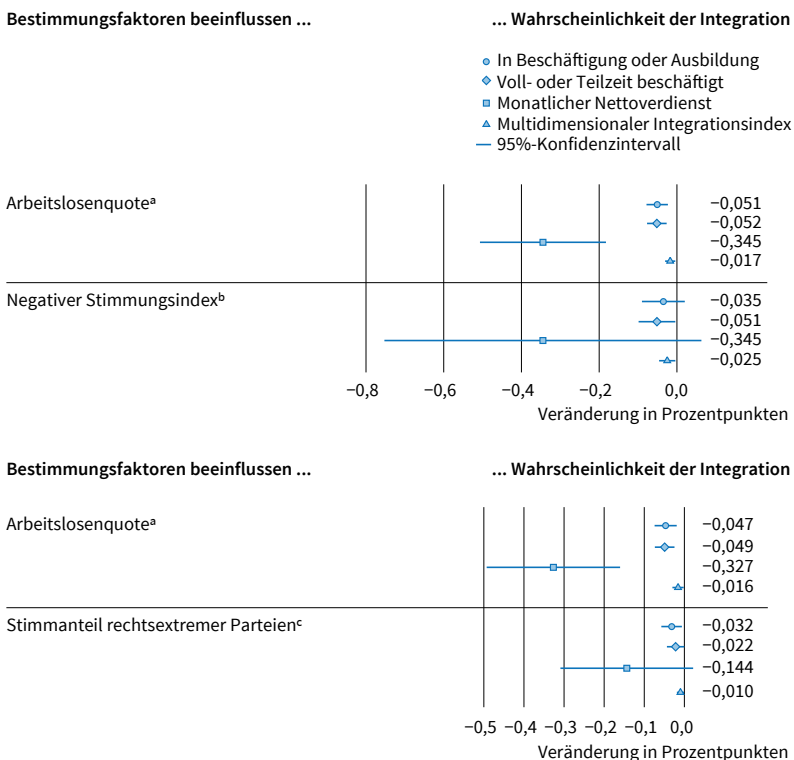 Bestimmungsfaktoren beeinflussen ... ... Wahrscheinlichkeit der Integration
In Beschäftigung oder Ausbildung
Voll- oder Teilzeit beschäftigt
Monatlicher Nettoverdienst
Multidimensionaler Integrationsindex
95%-Konfidenzintervall
Arbeitslosenquoteᵃ −0,051
−0,052
−0,345
−0,017
Negativer Stimmungsindexᵇ −0,035
−0,051
−0,345
−0,025
−0,8 −0,6 −0,4 −0,2 0,0
Veränderung in Prozentpunkten
Bestimmungsfaktoren beeinflussen ... ... Wahrscheinlichkeit der Integration
Arbeitslosenquoteᵃ −0,047
−0,049
−0,327
−0,016
Stimmanteil rechtsextremer Parteienᶜ −0,032
−0,022
−0,144
−0,010
−0,5 −0,4 −0,3 −0,2 −0,1 0,0
Veränderung in Prozentpunkten